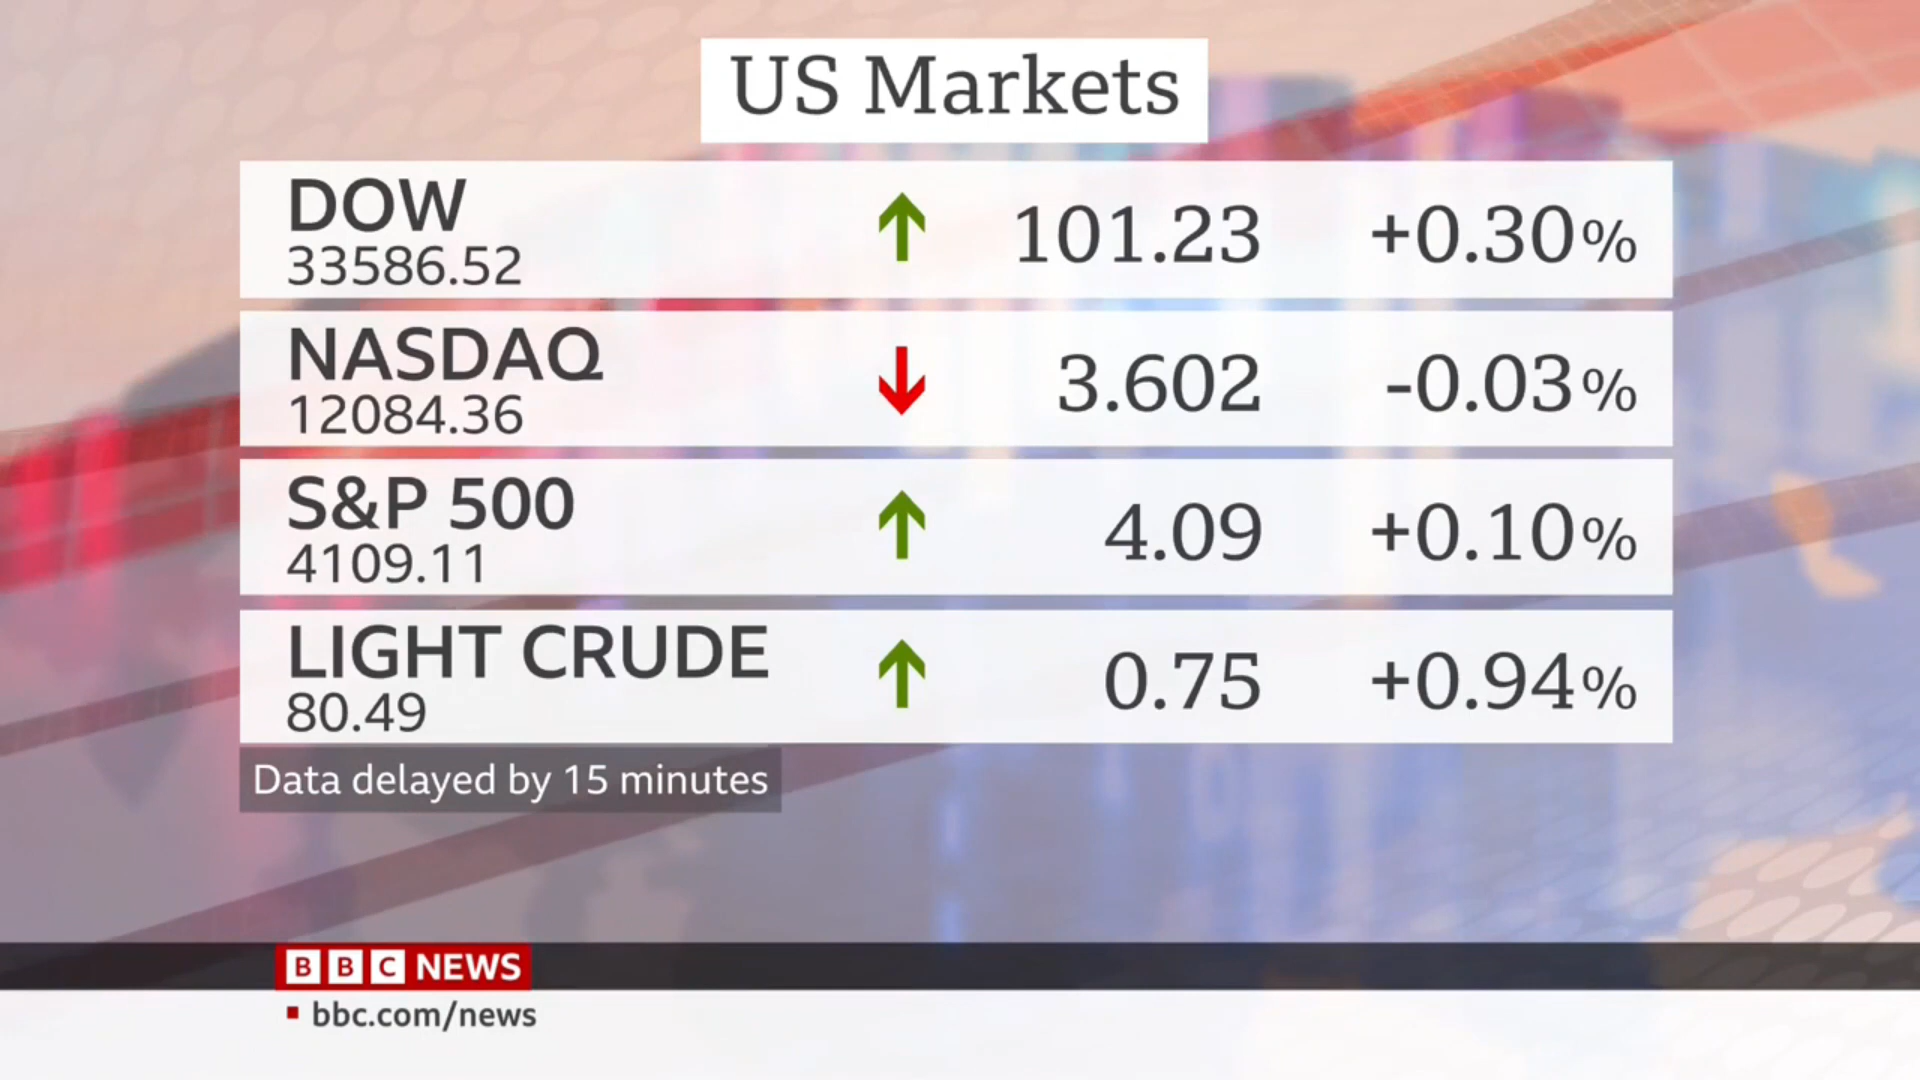 US Markets
DOW
33586.52
101.23
+0.30%
NASDAQ
12084.36
3.602
-0.03%
S&P 500
4109.11
4.09
+0.10%
LIGHT CRUDE
80.49
0.75
+0.94%
Data delayed by 15 minutes
BBC NEWS
bbc.com/news